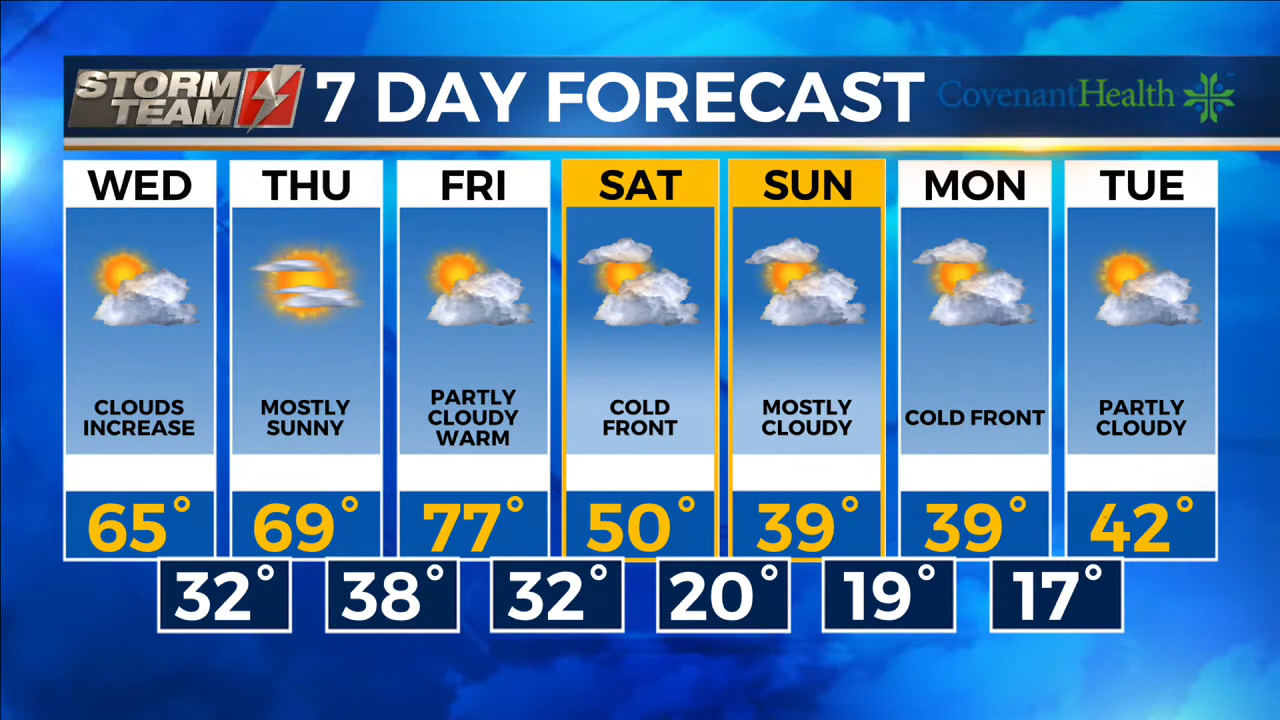 STORM TEAM 7 DAY FORECAST CovenantHealth
WED THU FRI SAT SUN MON TUE
CLOUDS
INCREASE
MOSTLY
SUNNY
PARTLY
CLOUDY
WARM
COLD
FRONT
MOSTLY
CLOUDY
COLD FRONT
PARTLY
CLOUDY
65° 69° 77° 50° 39° 39° 42°
32° 38° 32° 20° 19° 17°